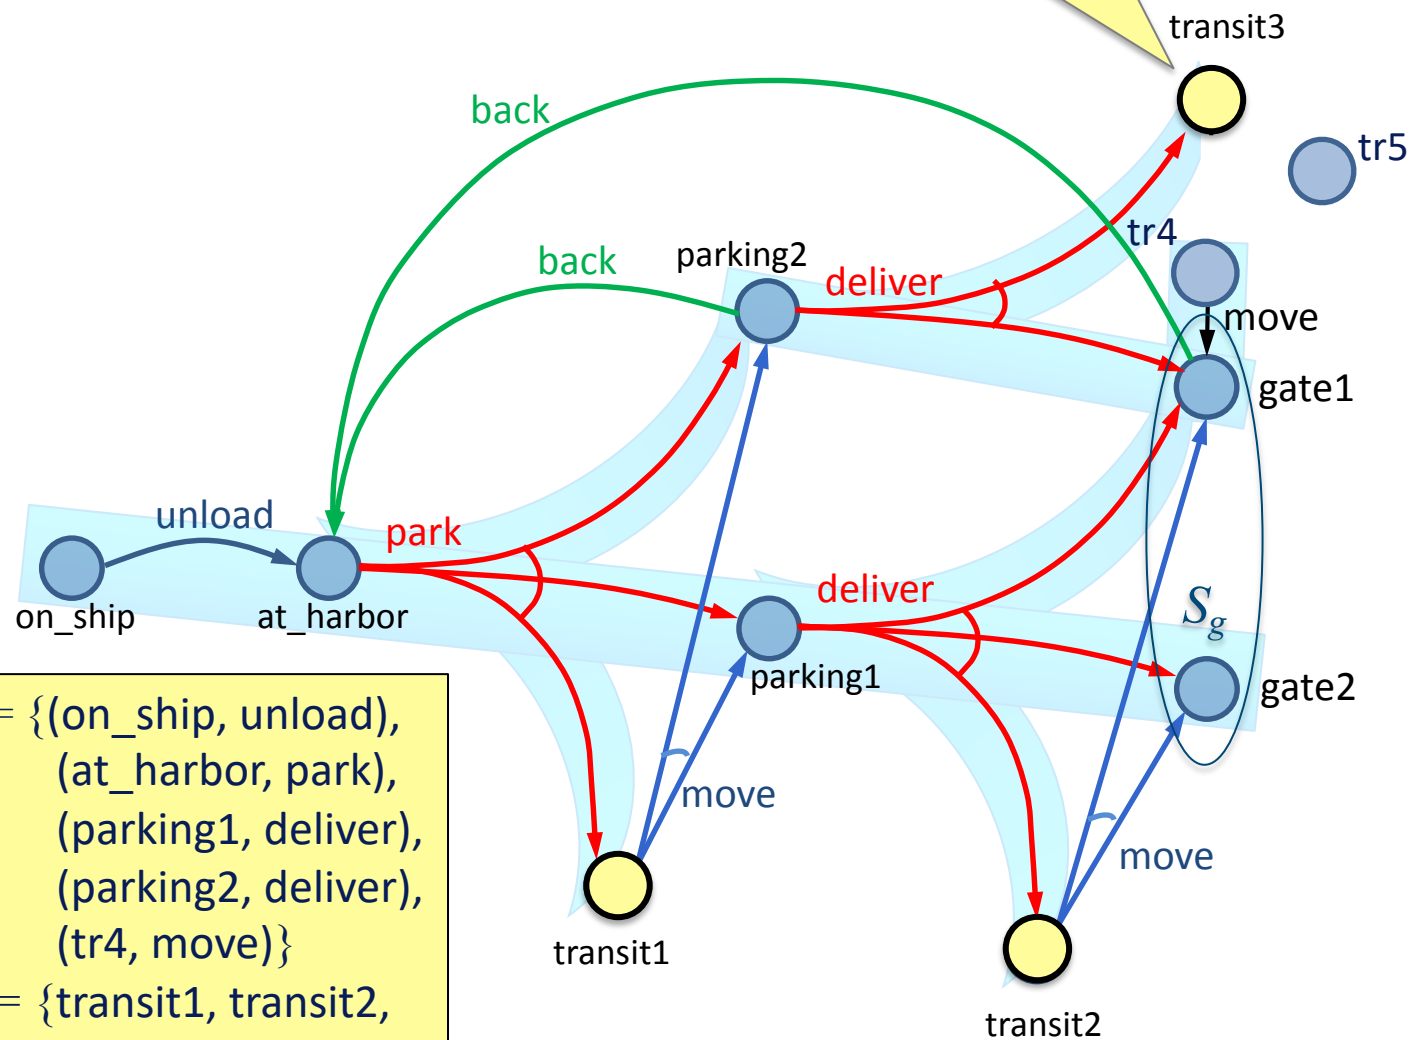 transit3
back
tr5
tr4
parking2
back
deliver
move
gate1
unload
park
deliver
S_g
on_ship
at_harbor
parking1
gate2
= {(on_ship, unload),
(at_harbor, park),
(parking1, deliver),
(parking2, deliver),
(tr4, move)}
= {transit1, transit2,
move
move
transit1
transit2